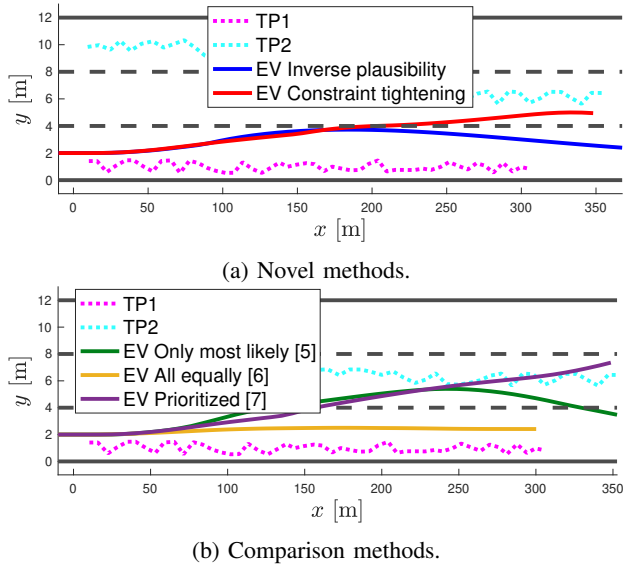 12
10
8
6
4
2
0
y [m]
TP1
TP2
EV Inverse plausibility
EV Constraint tightening
0 50 100 150 200 250 300 350
x [m]
(a) Novel methods.
12
10
8
6
4
2
0
y [m]
TP1
TP2
EV Only most likely [5]
EV All equally [6]
EV Prioritized [7]
0 50 100 150 200 250 300 350
x [m]
(b) Comparison methods.